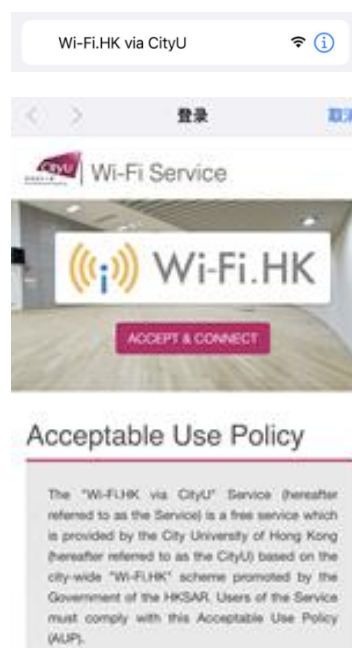 Wi-Fi.HK via CityU
登录
取消
CityU
Wi-Fi Service
Wi-Fi.HK
ACCEPT & CONNECT
Acceptable Use Policy
The "Wi-Fi.HK via CityU" Service (hereafter
referred to as the Service) is a free service which
is provided by the City University of Hong Kong
(hereafter referred to as the CityU) based on the
city-wide "Wi-Fi.HK" scheme promoted by the
Government of the HKSAR. Users of the Service
must comply with this Acceptable Use Policy
(AUP).